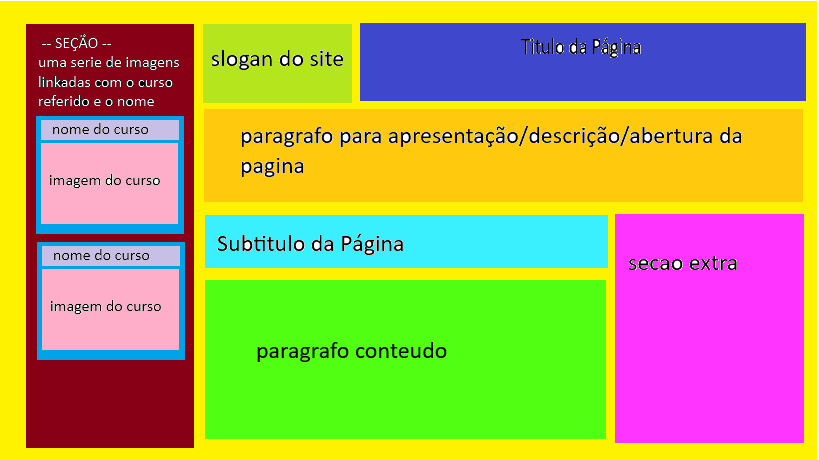 -- SEÇÃO --
uma serie de imagens
linkadas com o curso
referido e o nome
nome do curso
imagem do curso
nome do curso
imagem do curso
slogan do site
Titulo da Página
paragrafo para apresentação/descrição/abertura da
pagina
Subtitulo da Página
paragrafo conteudo
secao extra